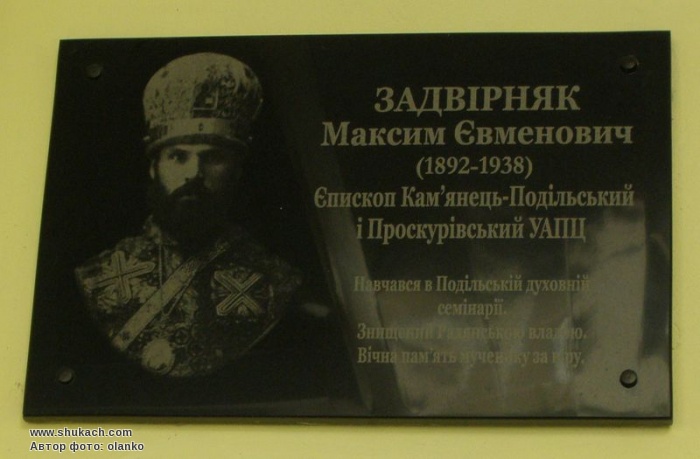 ЗАДВІРНЯК
Максим Євменович
(1892-1938)
Єпископ Кам'янець-Подільський
і Проскурівський УАПЦ
Навчався в Подільській духовній
семінарії.
Знищений Радянською владою.
Вічна пам'ять мученику за віру.
www.shukach.com
Автор фото: olanko